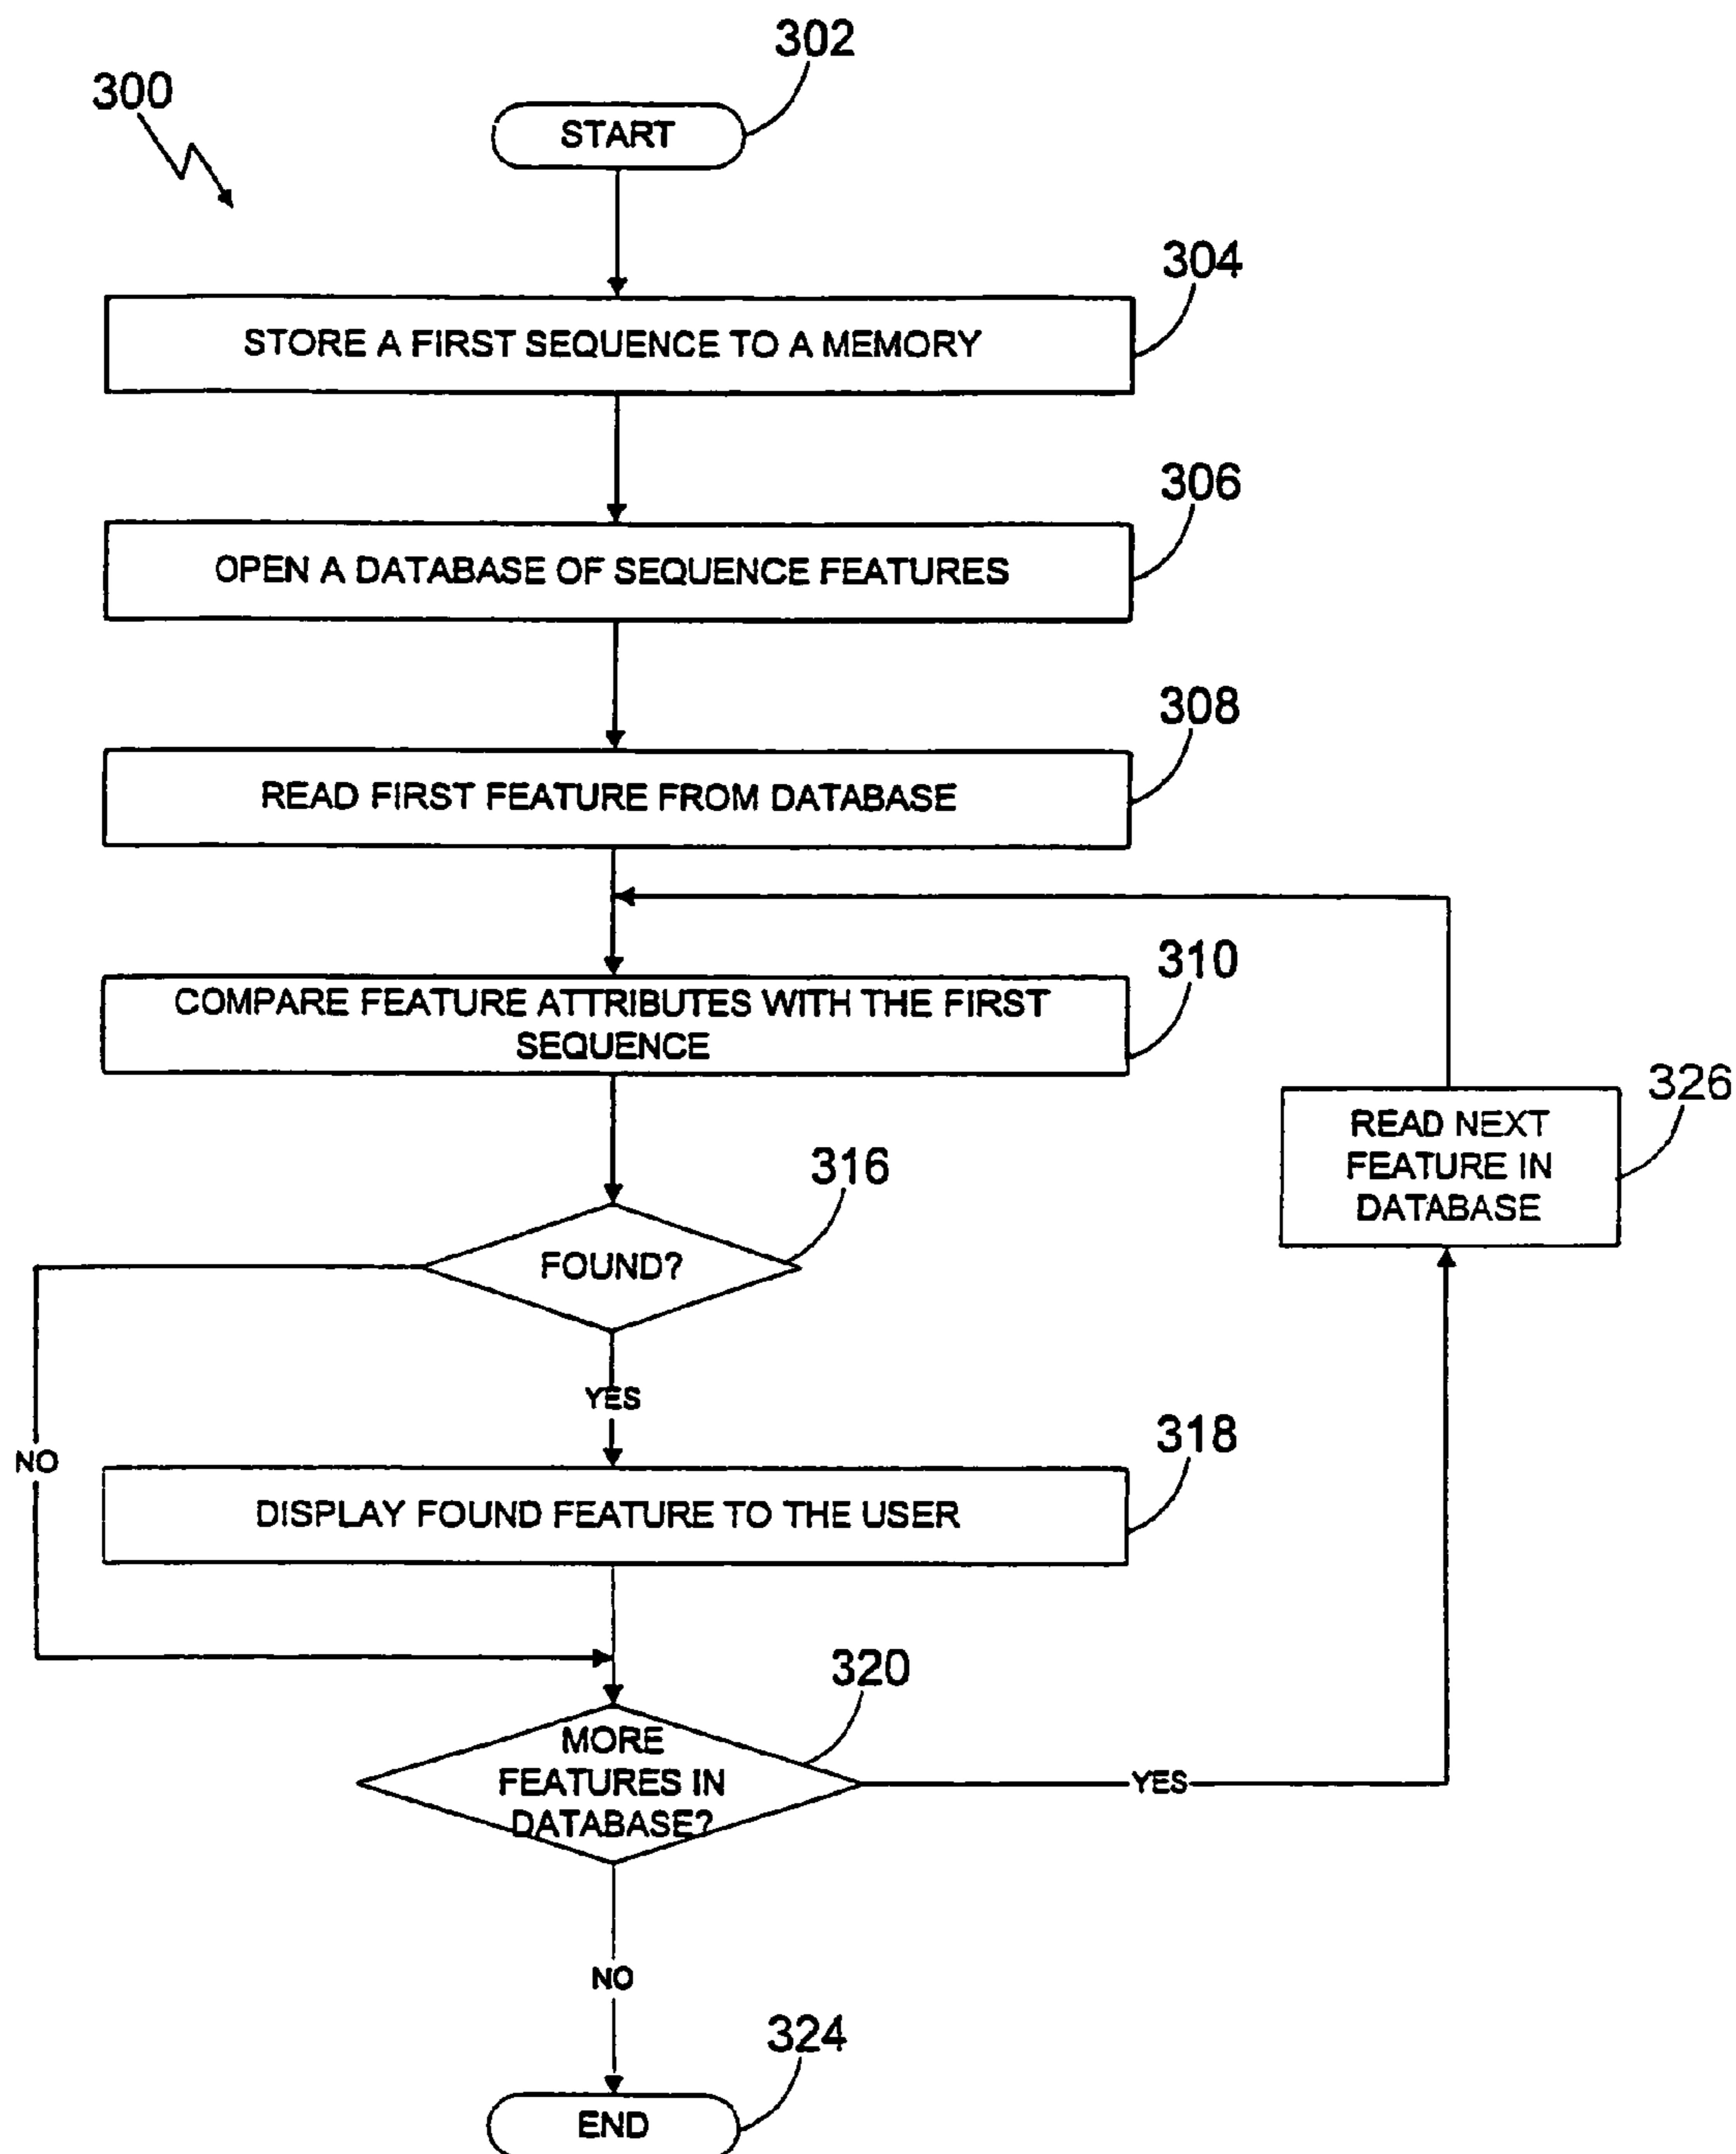 302
300
START
304
STORE A FIRST SEQUENCE TO A MEMORY
306
OPEN A DATABASE OF SEQUENCE FEATURES
308
READ FIRST FEATURE FROM DATABASE
310
COMPARE FEATURE ATTRIBUTES WITH THE FIRST
SEQUENCE
326
READ NEXT
FEATURE IN
DATABASE
316
FOUND?
YES
NO
318
DISPLAY FOUND FEATURE TO THE USER
320
MORE
FEATURES IN
DATABASE?
YES
NO
324
END